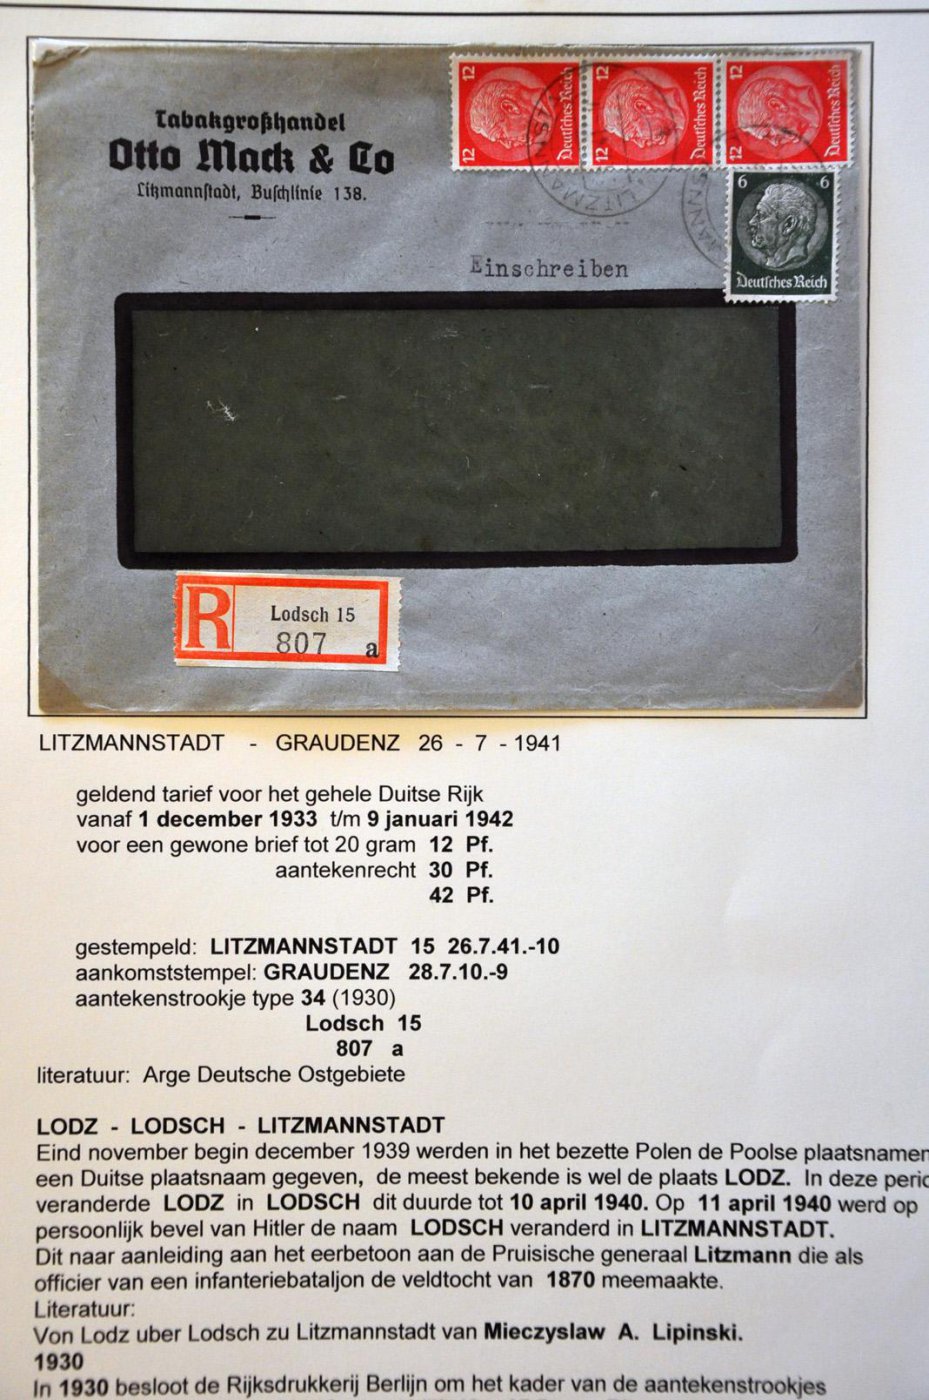 Tabakgroßhandel
Otto Mack & Co
Litzmannstadt, Buschlinie 138.
12 12 Deutsches Reich
12 12 Deutsches Reich
12 12 Deutsches Reich
6 6
Deutsches Reich
LITZMA
Einschreiben
R
Lodsch 15
807 a
LITZMANNSTADT - GRAUDENZ 26 - 7 - 1941
geldend tarief voor het gehele Duitse Rijk
vanaf 1 december 1933 t/m 9 januari 1942
voor een gewone brief tot 20 gram 12 Pf.
aantekenrecht 30 Pf.
42 Pf.
gestempeld: LITZMANNSTADT 15 26.7.41.-10
aankomststempel: GRAUDENZ 28.7.10.-9
aantekenstrookje type 34 (1930)
Lodsch 15
807 a
literatuur: Arge Deutsche Ostgebiete
LODZ - LODSCH - LITZMANNSTADT
Eind november begin december 1939 werden in het bezette Polen de Poolse plaatsnamen
een Duitse plaatsnaam gegeven, de meest bekende is wel de plaats LODZ. In deze perio
veranderde LODZ in LODSCH dit duurde tot 10 april 1940. Op 11 april 1940 werd op
persoonlijk bevel van Hitler de naam LODSCH veranderd in LITZMANNSTADT.
Dit naar aanleiding aan het eerbetoon aan de Pruisische generaal Litzmann die als
officier van een infanteriebataljon de veldtocht van 1870 meemaakte.
Literatuur:
Von Lodz uber Lodsch zu Litzmannstadt van Mieczyslaw A. Lipinski.
1930
In 1930 besloot de Rijksdrukkerij Berlijn om het kader van de aantekenstrookjes